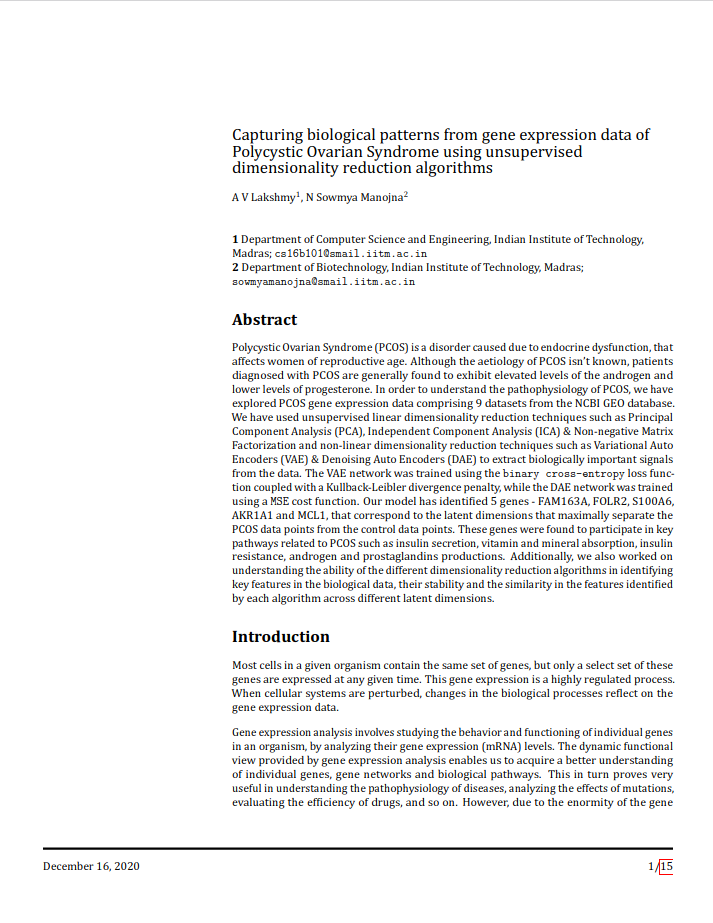 Capturing biological patterns from gene expression data of
Polycystic Ovarian Syndrome using unsupervised
dimensionality reduction algorithms
A V Lakshmy1, N Sowmya Manojna2
1 Department of Computer Science and Engineering, Indian Institute of Technology,
Madras; cs16b101@smail.iitm.ac.in
2 Department of Biotechnology, Indian Institute of Technology, Madras;
sowmyamanojna@smail.iitm.ac.in
Abstract
Polycystic Ovarian Syndrome (PCOS) is a disorder caused due to endocrine dysfunction, that
affects women of reproductive age. Although the aetiology of PCOS isn't known, patients
diagnosed with PCOS are generally found to exhibit elevated levels of the androgen and
lower levels of progesterone. In order to understand the pathophysiology of PCOS, we have
explored PCOS gene expression data comprising 9 datasets from the NCBI GEO database.
We have used unsupervised linear dimensionality reduction techniques such as Principal
Component Analysis (PCA), Independent Component Analysis (ICA) & Non-negative Matrix
Factorization and non-linear dimensionality reduction techniques such as Variational Auto
Encoders (VAE) & Denoising Auto Encoders (DAE) to extract biologically important signals
from the data. The VAE network was trained using the binary cross-entropy loss func-
tion coupled with a Kullback-Leibler divergence penalty, while the DAE network was trained
using a MSE cost function. Our model has identified 5 genes - FAM163A, FOLR2, S100A6,
AKR1A1 and MCL1, that correspond to the latent dimensions that maximally separate the
PCOS data points from the control data points. These genes were found to participate in key
pathways related to PCOS such as insulin secretion, vitamin and mineral absorption, insulin
resistance, androgen and prostaglandins productions. Additionally, we also worked on
understanding the ability of the different dimensionality reduction algorithms in identifying
key features in the biological data, their stability and the similarity in the features identified
by each algorithm across different latent dimensions.
Introduction
Most cells in a given organism contain the same set of genes, but only a select set of these
genes are expressed at any given time. This gene expression is a highly regulated process.
When cellular systems are perturbed, changes in the biological processes reflect on the
gene expression data.
Gene expression analysis involves studying the behavior and functioning of individual genes
in an organism, by analyzing their gene expression (mRNA) levels. The dynamic functional
view provided by gene expression analysis enables us to acquire a better understanding
of individual genes, gene networks and biological pathways. This in turn proves very
useful in understanding the pathophysiology of diseases, analyzing the effects of mutations,
evaluating the efficiency of drugs, and so on. However, due to the enormity of the gene
December 16, 2020 1/15